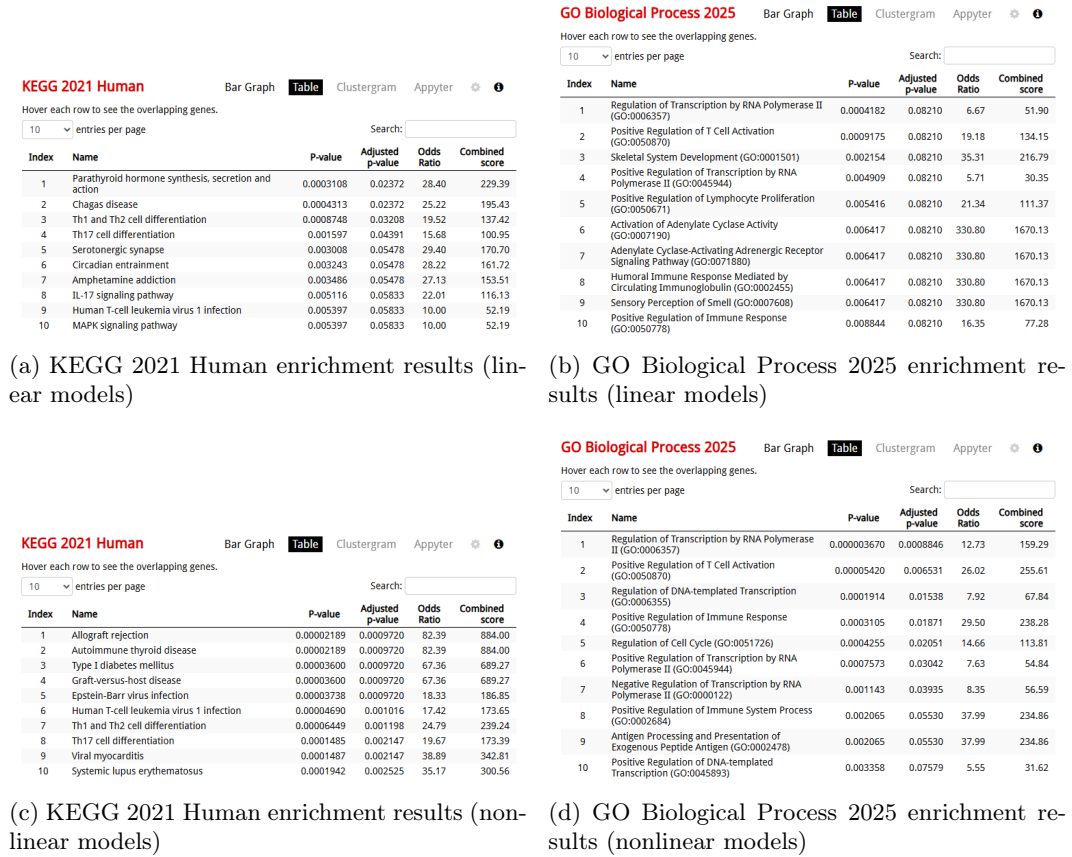 KEGG 2021 Human Bar Graph Table Clustergram Appyter
Hover each row to see the overlapping genes.
10 entries per page Search:
Index Name P-value Adjusted p-value Odds Ratio Combined score
1 Parathyroid hormone synthesis, secretion and action 0.0003108 0.02372 28.40 229.39
2 Chagas disease 0.0004313 0.02372 25.22 195.43
3 Th1 and Th2 cell differentiation 0.0008748 0.03208 19.52 137.42
4 Th17 cell differentiation 0.001597 0.04391 15.68 100.95
5 Serotonergic synapse 0.003008 0.05478 29.40 170.70
6 Circadian entrainment 0.003243 0.05478 28.22 161.72
7 Amphetamine addiction 0.003486 0.05478 27.13 153.51
8 IL-17 signaling pathway 0.005116 0.05833 22.01 116.13
9 Human T-cell leukemia virus 1 infection 0.005397 0.05833 10.00 52.19
10 MAPK signaling pathway 0.005397 0.05833 10.00 52.19
(a) KEGG 2021 Human enrichment results (lin-
ear models)
GO Biological Process 2025 Bar Graph Table Clustergram Appyter
Hover each row to see the overlapping genes.
10 entries per page Search:
Index Name P-value Adjusted p-value Odds Ratio Combined score
1 Regulation of Transcription by RNA Polymerase II (GO:0006357) 0.0004182 0.08210 6.67 51.90
2 Positive Regulation of T Cell Activation (GO:0050870) 0.0009175 0.08210 19.18 134.15
3 Skeletal System Development (GO:0001501) 0.002154 0.08210 35.31 216.79
4 Positive Regulation of Transcription by RNA Polymerase II (GO:0045944) 0.004909 0.08210 5.71 30.35
5 Positive Regulation of Lymphocyte Proliferation (GO:0050671) 0.005416 0.08210 21.34 111.37
6 Activation of Adenylate Cyclase Activity (GO:0007190) 0.006417 0.08210 330.80 1670.13
7 Adenylate Cyclase-Activating Adrenergic Receptor Signaling Pathway (GO:0071880) 0.006417 0.08210 330.80 1670.13
8 Humoral Immune Response Mediated by Circulating Immunoglobulin (GO:0002455) 0.006417 0.08210 330.80 1670.13
9 Sensory Perception of Smell (GO:0007608) 0.006417 0.08210 330.80 1670.13
10 Positive Regulation of Immune Response (GO:0050778) 0.008844 0.08210 16.35 77.28
(b) GO Biological Process 2025 enrichment re-
sults (linear models)
KEGG 2021 Human Bar Graph Table Clustergram Appyter
Hover each row to see the overlapping genes.
10 entries per page Search:
Index Name P-value Adjusted p-value Odds Ratio Combined score
1 Allograft rejection 0.00002189 0.0009720 82.39 884.00
2 Autoimmune thyroid disease 0.00002189 0.0009720 82.39 884.00
3 Type I diabetes mellitus 0.00003600 0.0009720 67.36 689.27
4 Graft-versus-host disease 0.00003600 0.0009720 67.36 689.27
5 Epstein-Barr virus infection 0.00003738 0.0009720 18.33 186.85
6 Human T-cell leukemia virus 1 infection 0.00004690 0.001016 17.42 173.65
7 Th1 and Th2 cell differentiation 0.00006449 0.001198 24.79 239.24
8 Th17 cell differentiation 0.0001485 0.002147 19.67 173.39
9 Viral myocarditis 0.0001487 0.002147 38.89 342.81
10 Systemic lupus erythematosus 0.0001942 0.002525 35.17 300.56
(c) KEGG 2021 Human enrichment results (non-
linear models)
GO Biological Process 2025 Bar Graph Table Clustergram Appyter
Hover each row to see the overlapping genes.
10 entries per page Search:
Index Name P-value Adjusted p-value Odds Ratio Combined score
1 Regulation of Transcription by RNA Polymerase II (GO:0006357) 0.000003670 0.0008846 12.73 159.29
2 Positive Regulation of T Cell Activation (GO:0050870) 0.00005420 0.006531 26.02 255.61
3 Regulation of DNA-templated Transcription (GO:0006355) 0.0001914 0.01538 7.92 67.84
4 Positive Regulation of Immune Response (GO:0050778) 0.0003105 0.01871 29.50 238.28
5 Regulation of Cell Cycle (GO:0051726) 0.0004255 0.02051 14.66 113.81
6 Positive Regulation of Transcription by RNA Polymerase II (GO:0045944) 0.0007573 0.03042 7.63 54.84
7 Negative Regulation of Transcription by RNA Polymerase II (GO:0000122) 0.001143 0.03935 8.35 56.59
8 Positive Regulation of Immune System Process (GO:0002684) 0.002065 0.05530 37.99 234.86
9 Antigen Processing and Presentation of Exogenous Peptide Antigen (GO:0002478) 0.002065 0.05530 37.99 234.86
10 Positive Regulation of DNA-templated Transcription (GO:0045893) 0.003358 0.07579 5.55 31.62
(d) GO Biological Process 2025 enrichment re-
sults (nonlinear models)